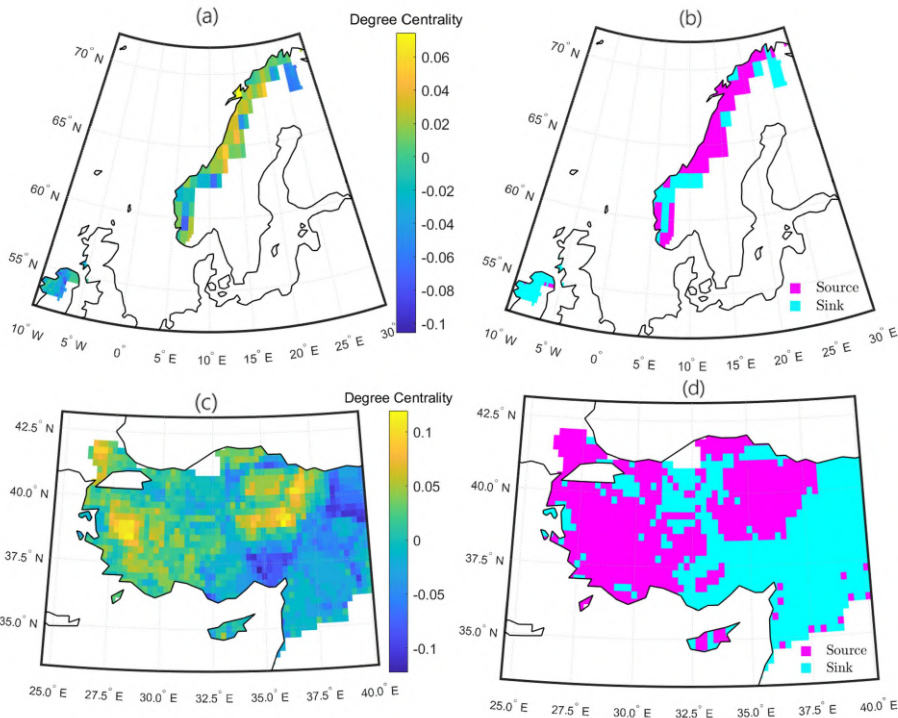 (a)
Degree Centrality
70° N
65° N
60° N
55° N
10° W
5° W
0°
5° E
10° E
15° E
20° E
25° E
30° E
0.06
0.04
0.02
0
-0.02
-0.04
-0.06
-0.08
-0.1
(b)
70° N
65° N
60° N
55° N
10° W
5° W
0°
5° E
10° E
15° E
20° E
25° E
30° E
Source
Sink
(c)
Degree Centrality
42.5° N
40.0° N
37.5° N
35.0° N
25.0° E
27.5° E
30.0° E
32.5° E
35.0° E
37.5° E
40.0° E
0.1
0.05
0
-0.05
-0.1
(d)
42.5° N
40.0° N
37.5° N
35.0° N
25.0° E
27.5° E
30.0° E
32.5° E
35.0° E
37.5° E
40.0° E
Source
Sink